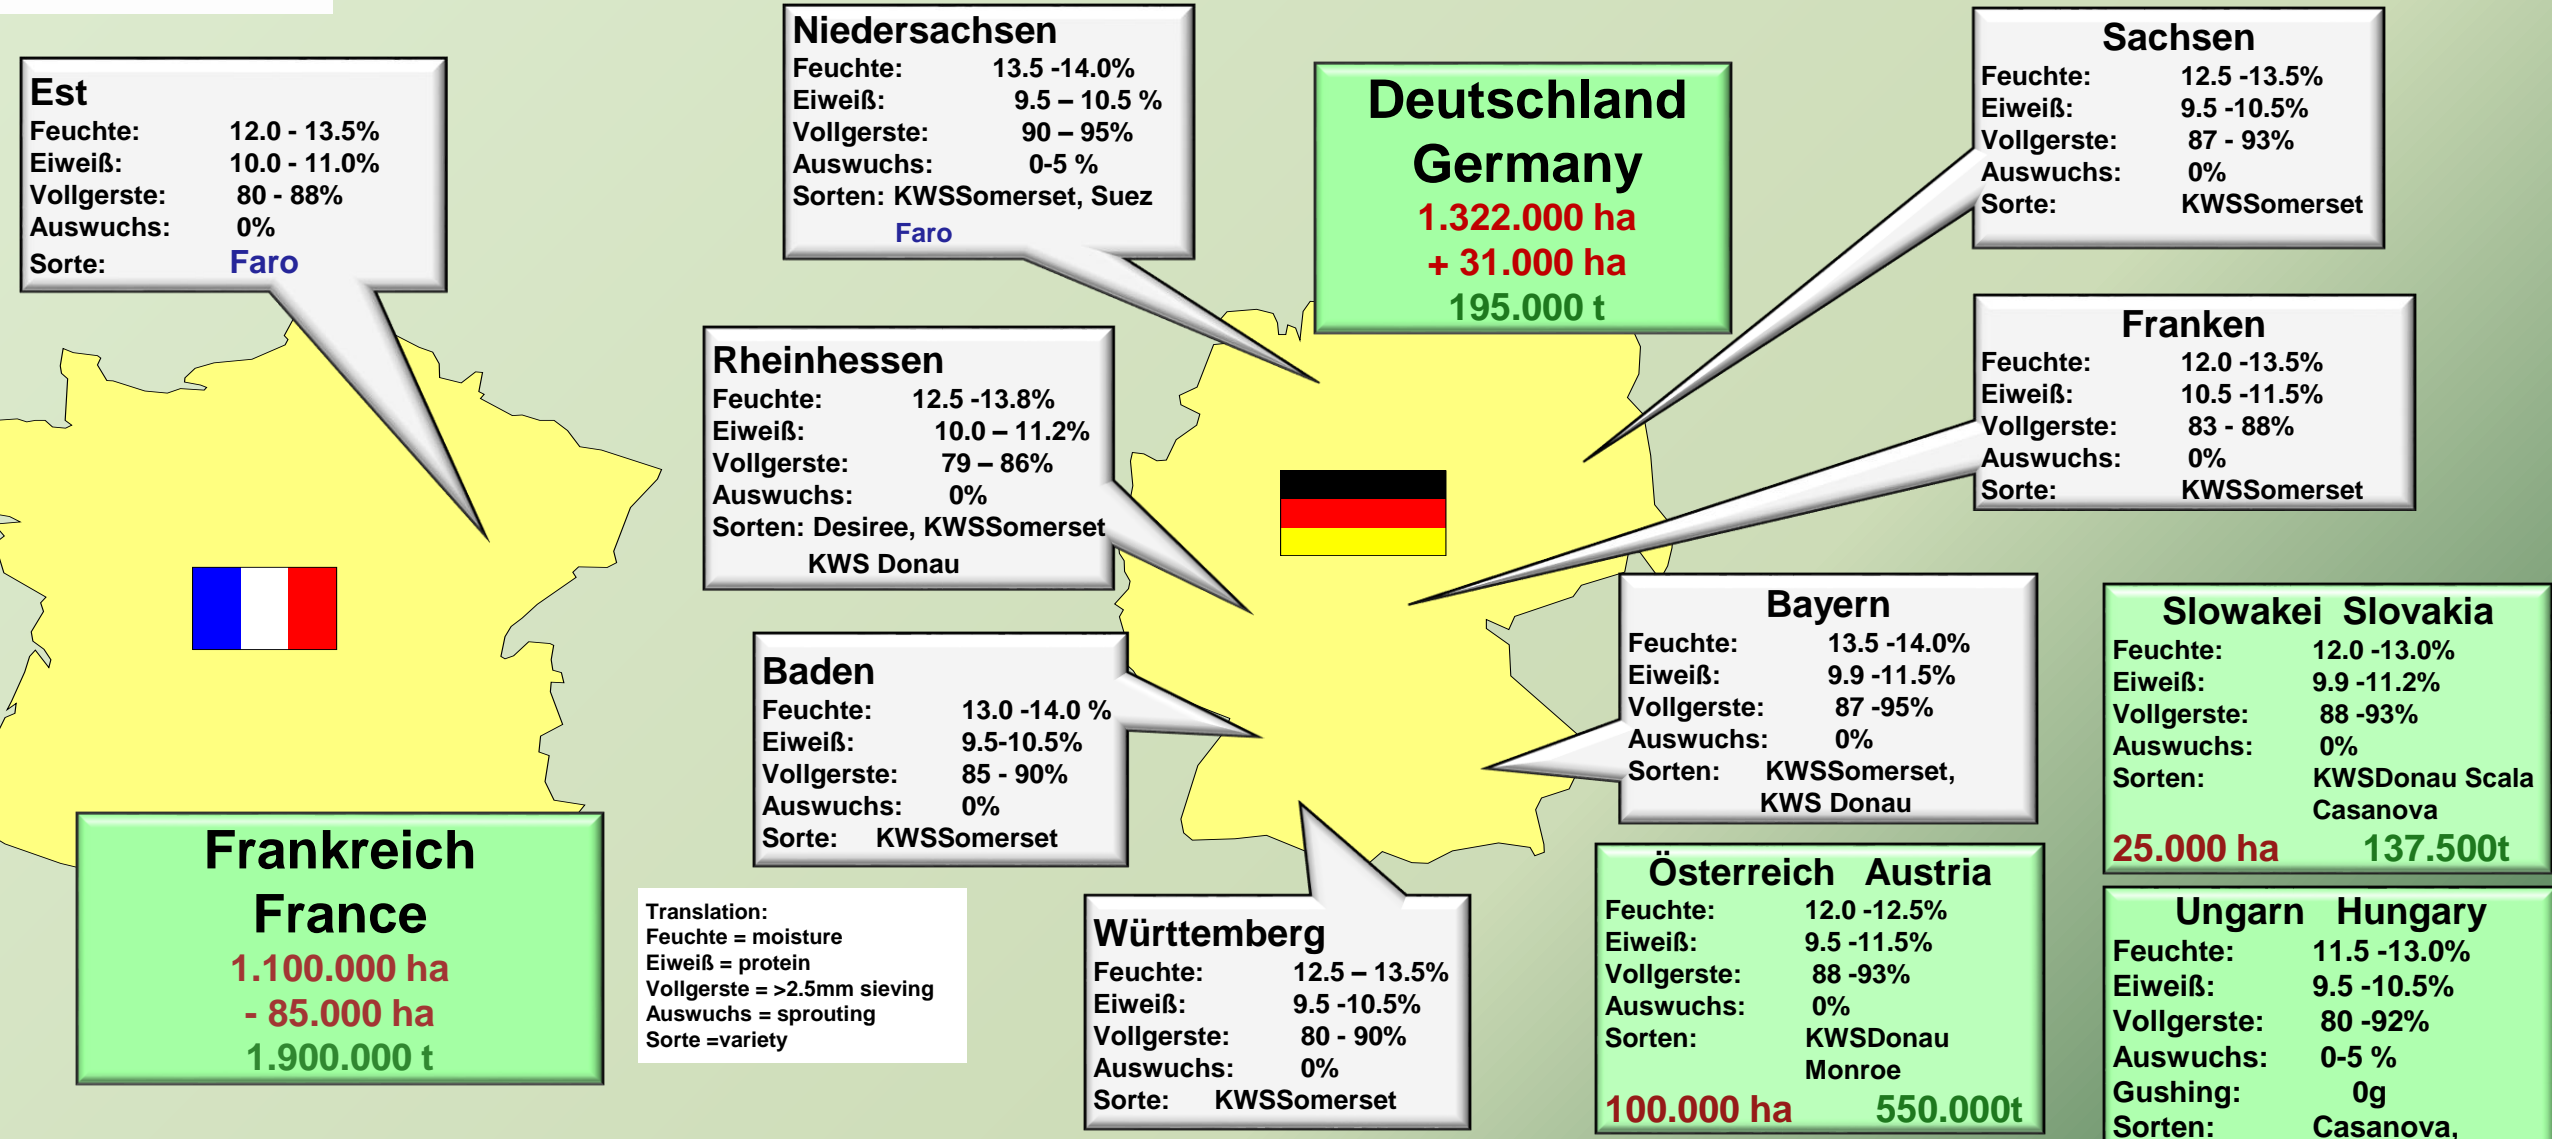 Est
Feuchte: 12.0 - 13.5%
Eiweiß: 10.0 - 11.0%
Vollgerste: 80 - 88%
Auswuchs: 0%
Sorte: Faro
Niedersachsen
Feuchte: 13.5 -14.0%
Eiweiß: 9.5 – 10.5 %
Vollgerste: 90 – 95%
Auswuchs: 0-5 %
Sorten: KWSSomerset, Suez
Faro
Deutschland
Germany
1.322.000 ha
+ 31.000 ha
195.000 t
Sachsen
Feuchte: 12.5 -13.5%
Eiweiß: 9.5 -10.5%
Vollgerste: 87 - 93%
Auswuchs: 0%
Sorte: KWSSomerset
Franken
Feuchte: 12.0 -13.5%
Eiweiß: 10.5 -11.5%
Vollgerste: 83 - 88%
Auswuchs: 0%
Sorte: KWSSomerset
Rheinhessen
Feuchte: 12.5 -13.8%
Eiweiß: 10.0 – 11.2%
Vollgerste: 79 – 86%
Auswuchs: 0%
Sorten: Desiree, KWSSomerset
KWS Donau
Baden
Feuchte: 13.0 -14.0 %
Eiweiß: 9.5-10.5%
Vollgerste: 85 - 90%
Auswuchs: 0%
Sorte: KWSSomerset
Bayern
Feuchte: 13.5 -14.0%
Eiweiß: 9.9 -11.5%
Vollgerste: 87 -95%
Auswuchs: 0%
Sorten: KWSSomerset,
KWS Donau
Slowakei Slovakia
Feuchte: 12.0 -13.0%
Eiweiß: 9.9 -11.2%
Vollgerste: 88 -93%
Auswuchs: 0%
Sorten: KWSDonau Scala
Casanova
25.000 ha 137.500t
Frankreich
France
1.100.000 ha
- 85.000 ha
1.900.000 t
Translation:
Feuchte = moisture
Eiweiß = protein
Vollgerste = >2.5mm sieving
Auswuchs = sprouting
Sorte =variety
Württemberg
Feuchte: 12.5 – 13.5%
Eiweiß: 9.5 -10.5%
Vollgerste: 80 - 90%
Auswuchs: 0%
Sorte: KWSSomerset
Österreich Austria
Feuchte: 12.0 -12.5%
Eiweiß: 9.5 -11.5%
Vollgerste: 88 -93%
Auswuchs: 0%
Sorten: KWSDonau
Monroe
100.000 ha 550.000t
Ungarn Hungary
Feuchte: 11.5 -13.0%
Eiweiß: 9.5 -10.5%
Vollgerste: 80 -92%
Auswuchs: 0-5 %
Gushing: 0g
Sorten: Casanova,